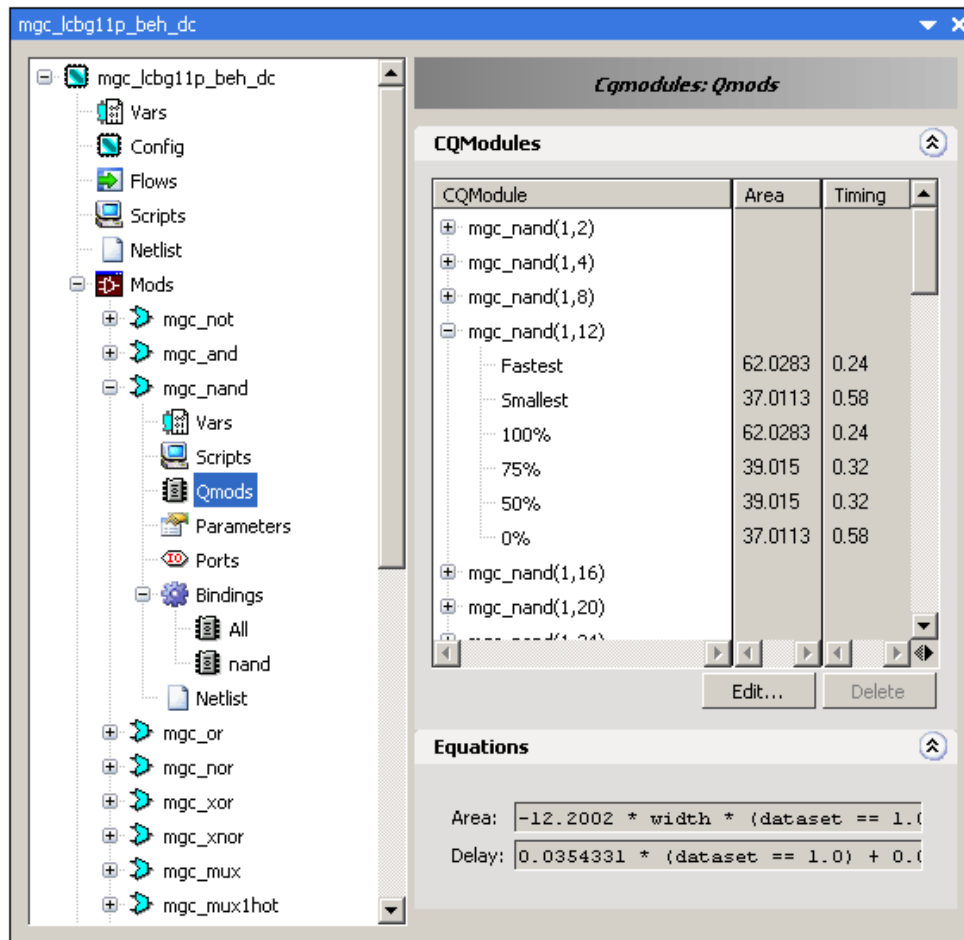 mgc_lcbg11p_beh_dc
mgc_lcbg11p_beh_dc
Vars
Config
Flows
Scripts
Netlist
Mods
mgc_not
mgc_and
mgc_nand
Vars
Scripts
Qmods
Parameters
IO Ports
Bindings
All
nand
Netlist
mgc_or
mgc_nor
mgc_xor
mgc_xnor
mgc_mux
mgc_mux1hot
Cqmodules: Qmods
CQModules
CQModule Area Timing
mgc_nand(1,2)
mgc_nand(1,4)
mgc_nand(1,8)
mgc_nand(1,12)
Fastest 62.0283 0.24
Smallest 37.0113 0.58
100% 62.0283 0.24
75% 39.015 0.32
50% 39.015 0.32
0% 37.0113 0.58
mgc_nand(1,16)
mgc_nand(1,20)
Edit... Delete
Equations
Area: -12.2002 * width * (dataset == 1.0
Delay: 0.0354331 * (dataset == 1.0) + 0.0